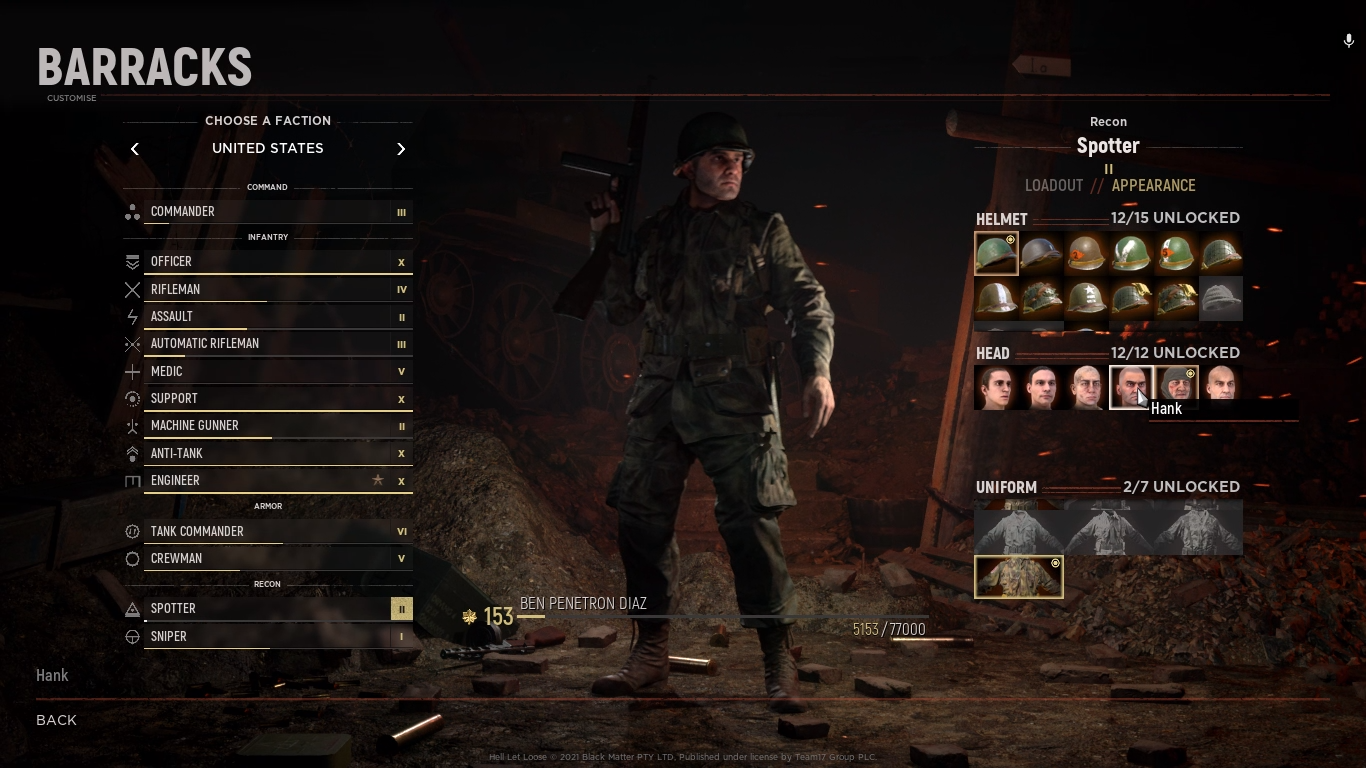 BARRACKS
CUSTOMISE
CHOOSE A FACTION
UNITED STATES
COMMAND
COMMANDER III
INFANTRY
OFFICER X
RIFLEMAN IV
ASSAULT II
AUTOMATIC RIFLEMAN III
MEDIC V
SUPPORT X
MACHINE GUNNER II
ANTI-TANK X
ENGINEER X
ARMOR
TANK COMMANDER VI
CREWMAN V
RECON
SPOTTER II
SNIPER I
Hank
BACK
153 BEN PENETRON DIAZ
5153/77000
Recon
Spotter
II
LOADOUT // APPEARANCE
HELMET 12/15 UNLOCKED
HEAD 12/12 UNLOCKED
Hank
UNIFORM 2/7 UNLOCKED
Hell Let Loose © 2021 Black Matter PTY LTD. Published under license by Team17 Group PLC.